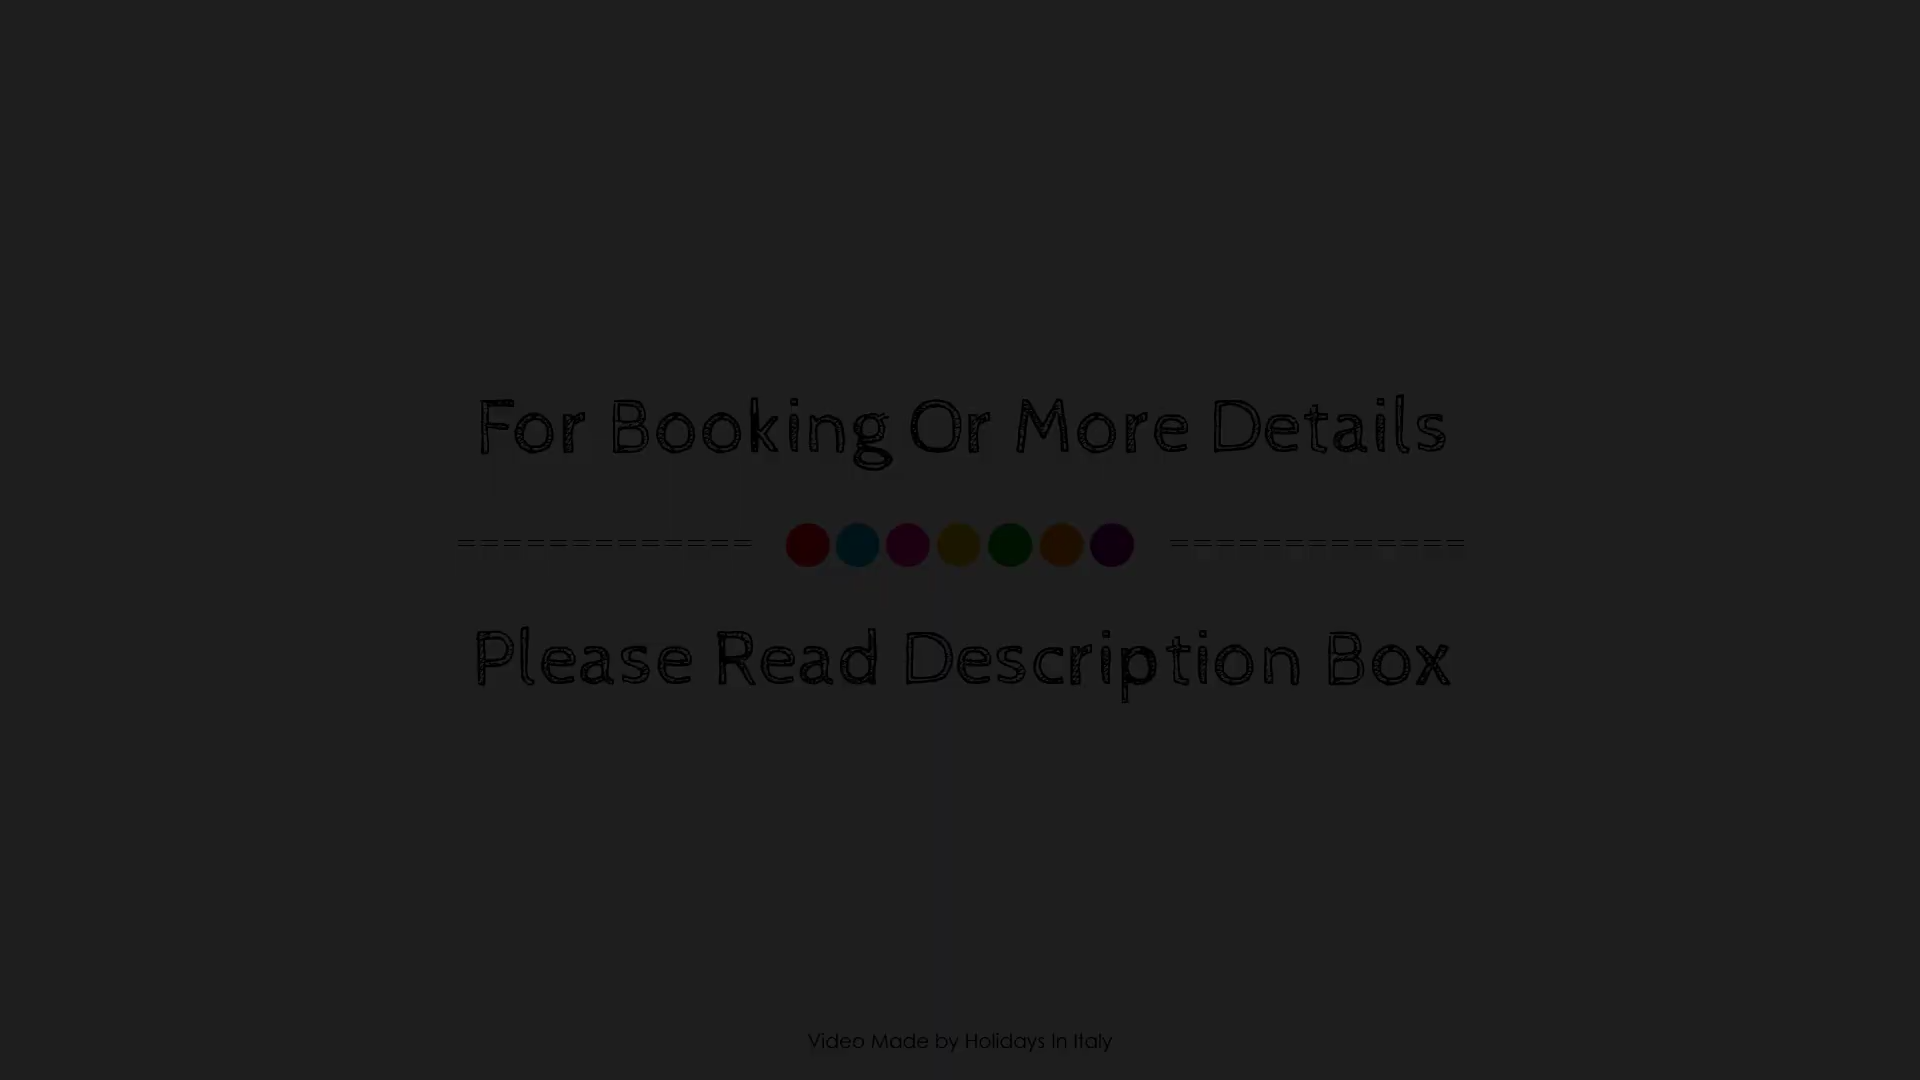 For Booking Or More Details
============= =============
Please Read Description Box
Video Made by Holidays In Italy